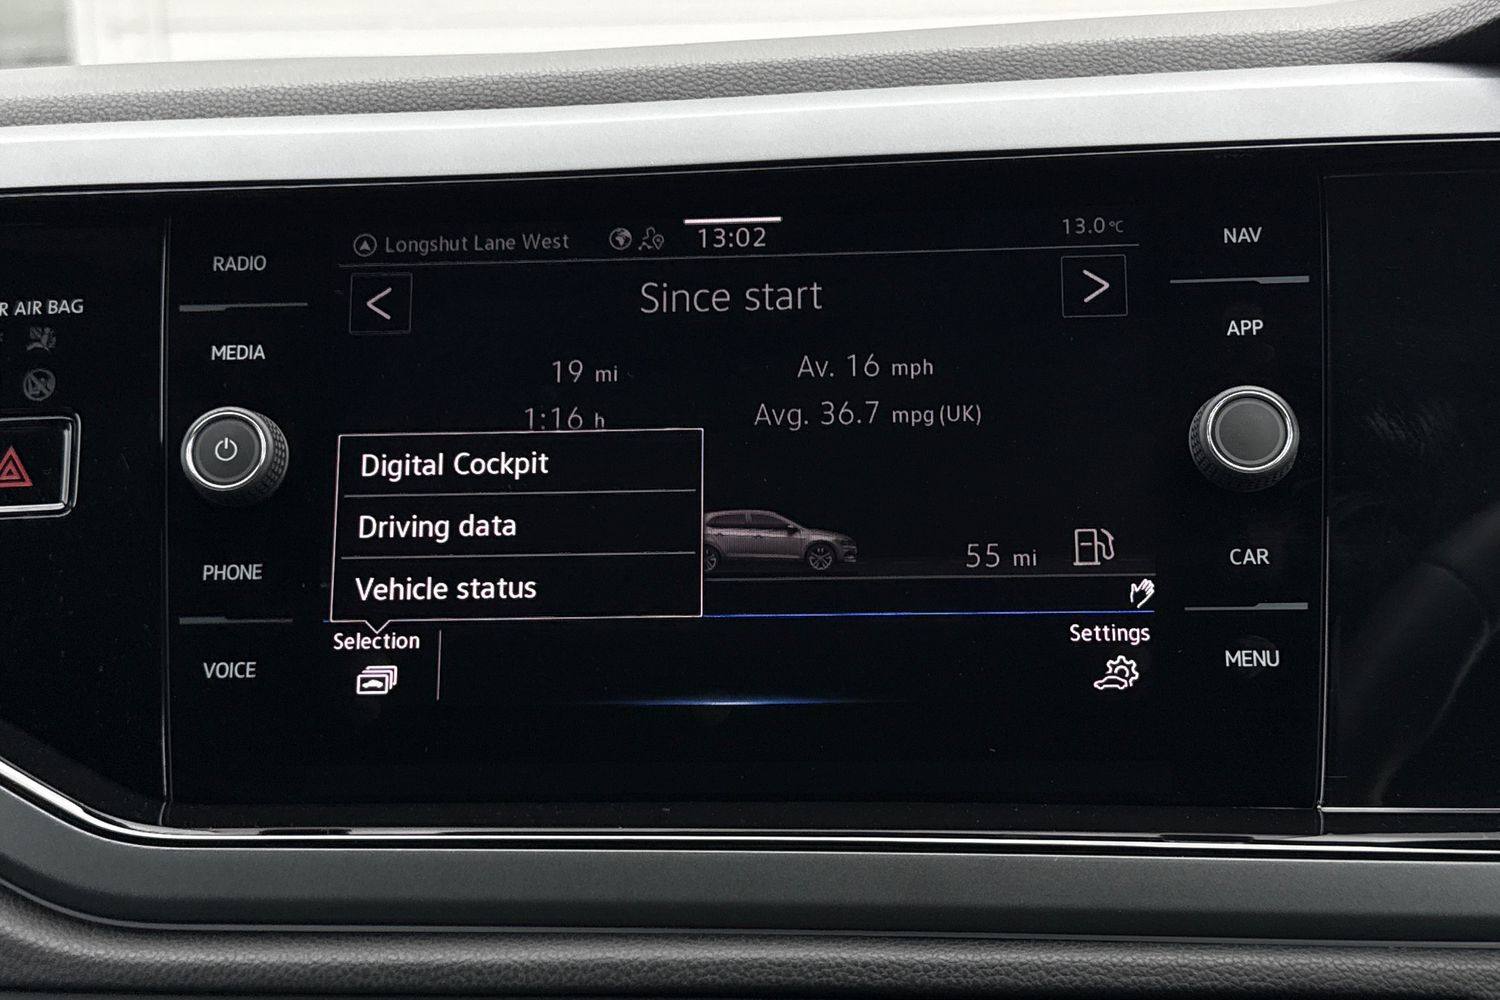 RADIO
MEDIA
PHONE
VOICE
R AIR BAG
Longshut Lane West
13:02
13.0°C
Since start
19 mi
Av. 16 mph
1:16 h
Avg. 36.7 mpg(UK)
Digital Cockpit
Driving data
Vehicle status
55 mi
Selection
Settings
NAV
APP
CAR
MENU